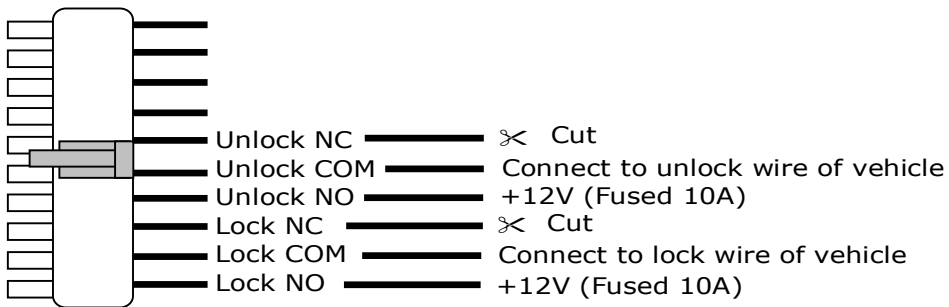 Unlock NC ✂ Cut
Unlock COM Connect to unlock wire of vehicle
Unlock NO +12V (Fused 10A)
Lock NC ✂ Cut
Lock COM Connect to lock wire of vehicle
Lock NO +12V (Fused 10A)